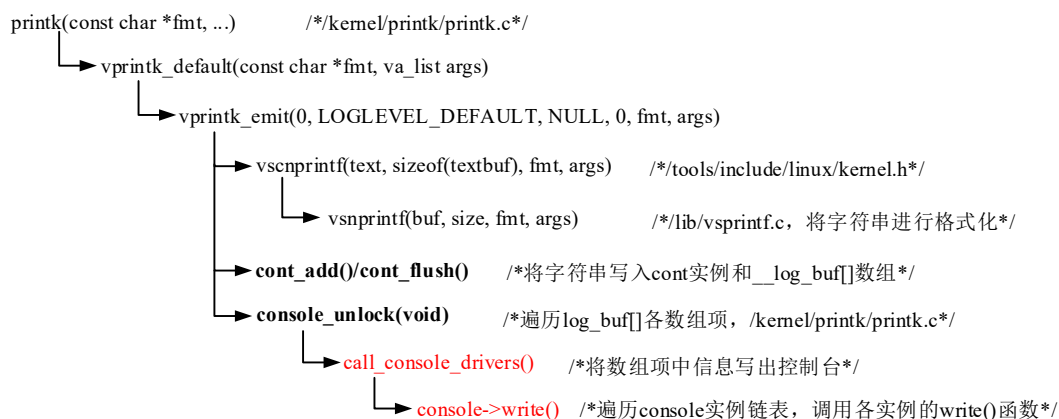 printk(const char *fmt, ...) /*/kernel/printk/printk.c*/
vprintk_default(const char *fmt, va_list args)
vprintk_emit(0, LOGLEVEL_DEFAULT, NULL, 0, fmt, args)
vscnprintf(text, sizeof(textbuf), fmt, args) /*/tools/include/linux/kernel.h*/
vsnprintf(buf, size, fmt, args) /*/lib/vsprintf.c，将字符串进行格式化*/
cont_add()/cont_flush() /*将字符串写入cont实例和__log_buf[]数组*/
console_unlock(void) /*遍历log_buf[]各数组项，/kernel/printk/printk.c*/
call_console_drivers() /*将数组项中信息写出控制台*/
console->write() /*遍历console实例链表，调用各实例的write()函数*/